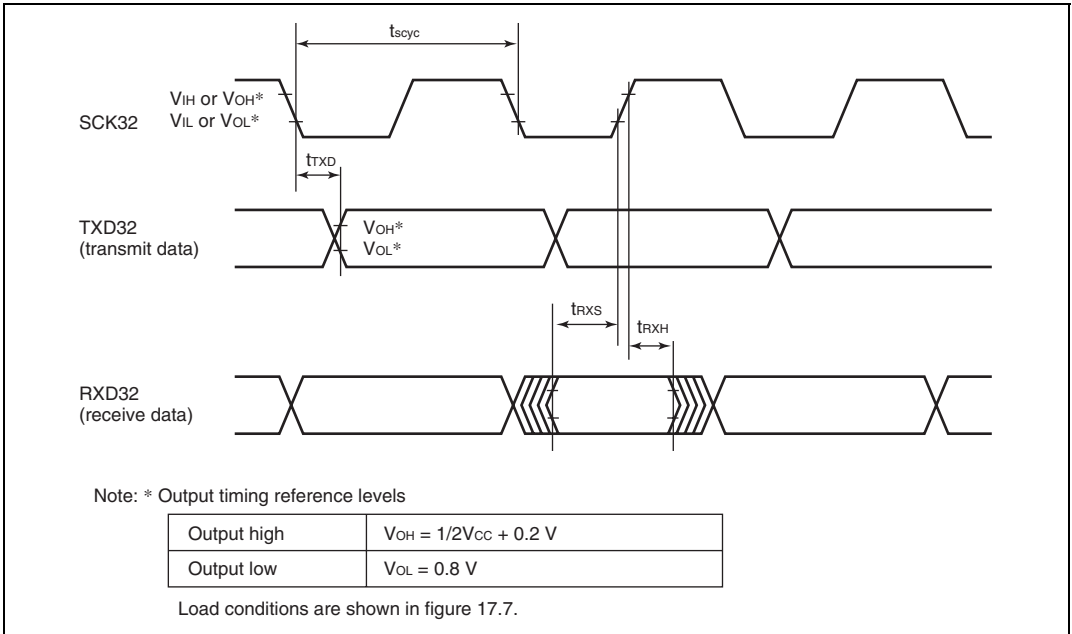 tscyc
VIH or VOH*
VIL or VOL*
SCK32
tTXD
TXD32
(transmit data)
VOH*
VOL*
tRXS
tRXH
RXD32
(receive data)
Note: * Output timing reference levels
Output high VOH = 1/2VCC + 0.2 V
Output low VOL = 0.8 V
Load conditions are shown in figure 17.7.